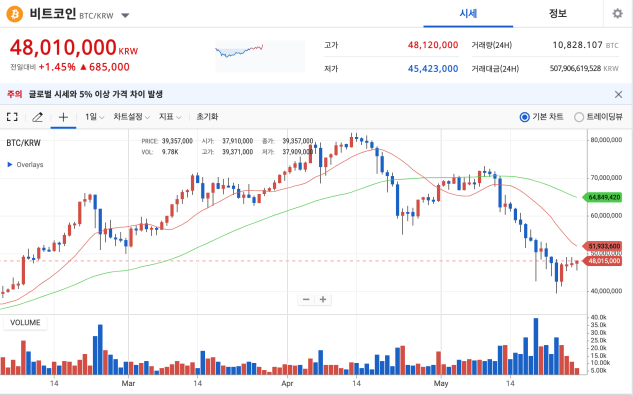 비트코인 BTC/KRW
시세
정보
48,010,000 KRW
전일대비 +1.45% ▲685,000
고가 48,120,000 거래량(24H) 10,828.107 BTC
저가 45,423,000 거래대금(24H) 507,906,619,528 KRW
주의 글로벌 시세와 5% 이상 가격 차이 발생
1일 차트설정 지표 초기화
기본 차트 트레이딩뷰
BTC/KRW
PRICE: 39,357,000 시가: 37,910,000 종가: 39,357,000
VOL: 9.78K 고가: 39,371,000 저가: 37,909,000
Overlays
80,000,000
70,000,000
64,849,420
60,000,000
51,933,600
50,000,000
48,015,000
40,000,000
VOLUME
40.0k
35.0k
30.0k
25.0k
20.0k
15.0k
10.0k
5.00k
14 Mar 14 Apr 14 May 14